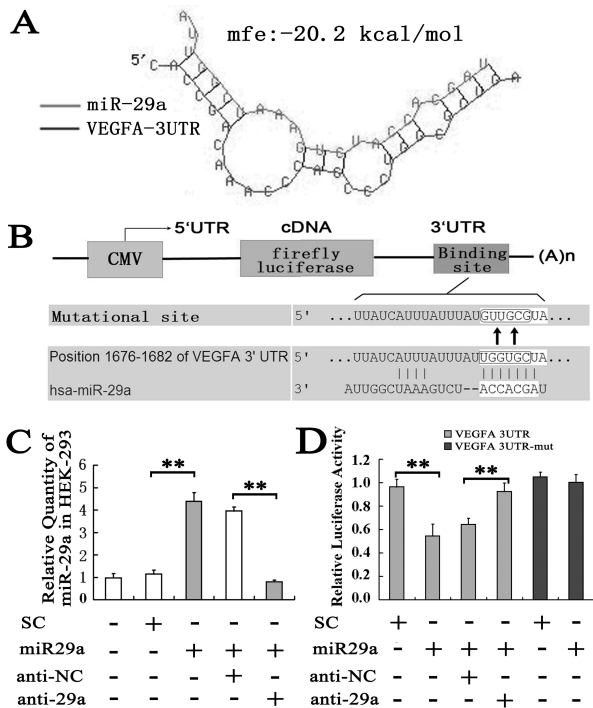 A
mfe:-20.2 kcal/mol
5'
miR-29a
VEGFA-3UTR
B
5'UTR cDNA 3'UTR
CMV
firefly
luciferase
Binding
site
(A)n
Mutational site 5' ...UUAUCAUUUAUUUAUGUUGCGUA...
Position 1676-1682 of VEGFA 3' UTR 5' ...UUAUCAUUUAUUUAUUGGUGCUA...
hsa-miR-29a 3' AUUGGCUAAAGUCU--ACCACGAU
C
Relative Quantity of
miR-29a in HEK-293
6
5
4
3
2
1
0
** **
SC - + - - -
miR29a - - + + +
anti-NC - - - + -
anti-29a - - - - +
D
VEGFA 3UTR
VEGFA 3UTR-mut
Relative Luciferase Activity
1.2
1.0
0.8
0.6
0.4
0.2
0.0
** **
SC + - - - + -
miR29a - + + + - +
anti-NC - - + - - -
anti-29a - - - + - -